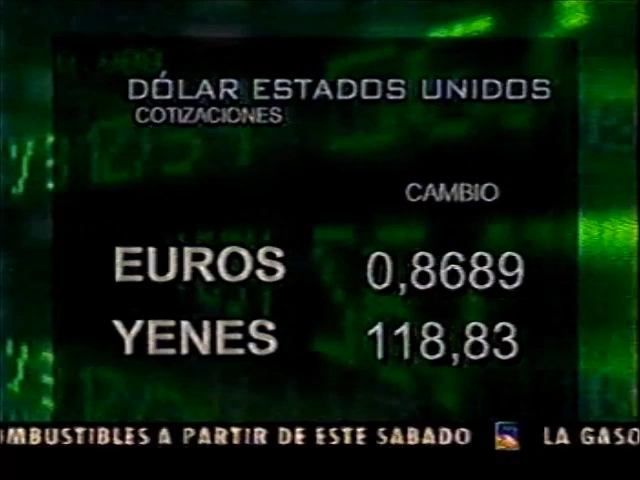 DÓLAR ESTADOS UNIDOS
COTIZACIONES
CAMBIO
EUROS 0,8689
YENES 118,83
OMBUSTIBLES A PARTIR DE ESTE SABADO LA GASO